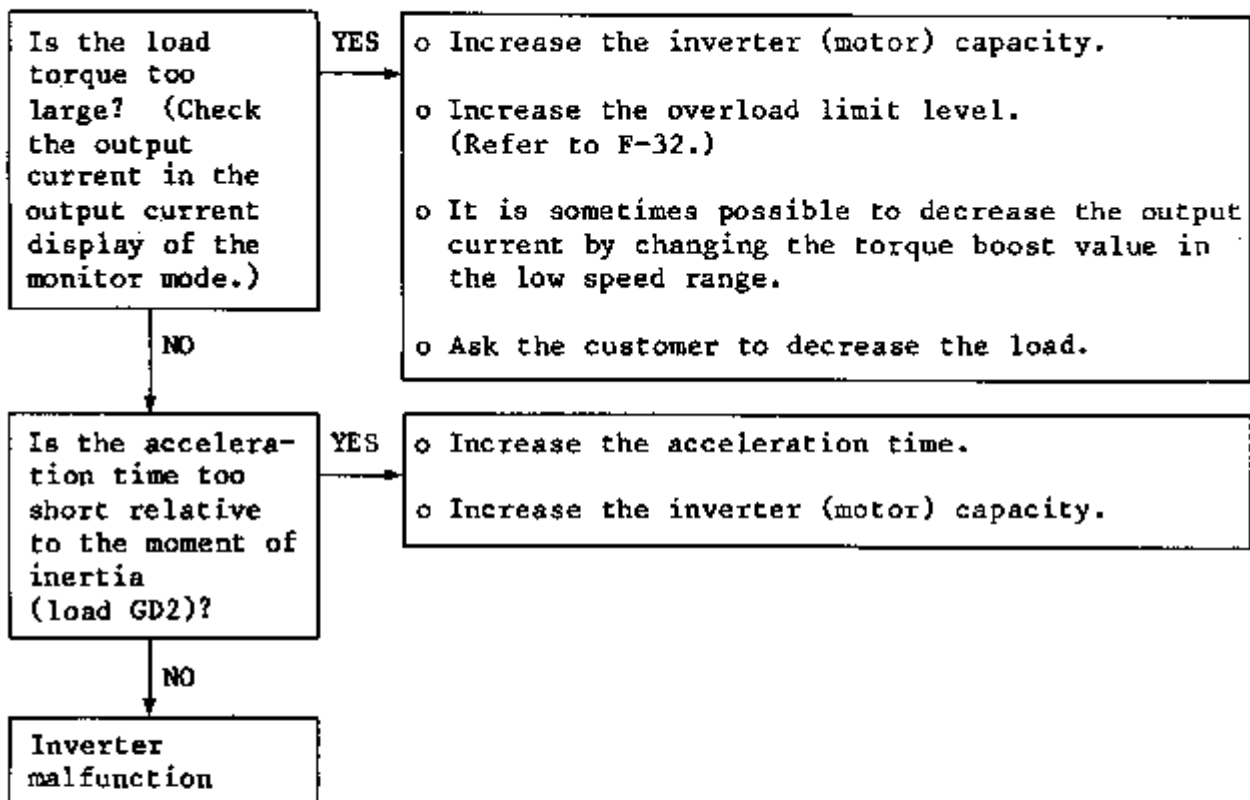 Is the load
torque too
large? (Check
the output
current in the
output current
display of the
monitor mode.)
YES
o Increase the inverter (motor) capacity.
o Increase the overload limit level.
(Refer to F-32.)
o It is sometimes possible to decrease the output
current by changing the torque boost value in
the low speed range.
o Ask the customer to decrease the load.
NO
Is the accelera-
tion time too
short relative
to the moment of
inertia
(load GD2)?
YES
o Increase the acceleration time.
o Increase the inverter (motor) capacity.
NO
Inverter
malfunction